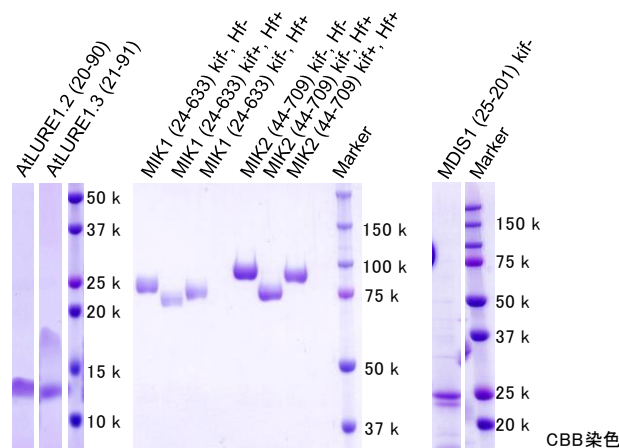 AtLURE1.2 (20-90)
AtLURE1.3 (21-91)
MIK1 (24-633) kif-, Hf-
MIK1 (24-633) kif+, Hf+
MIK1 (24-633) kif-, Hf+
MIK2 (44-709) kif-, Hf-
MIK2 (44-709) kif-, Hf+
MIK2 (44-709) kif+, Hf+
Marker
MDIS1 (25-201) kif-
Marker
50 k
37 k
25 k
20 k
15 k
10 k
150 k
100 k
75 k
50 k
37 k
150 k
75 k
50 k
37 k
25 k
20 k
CBB染色